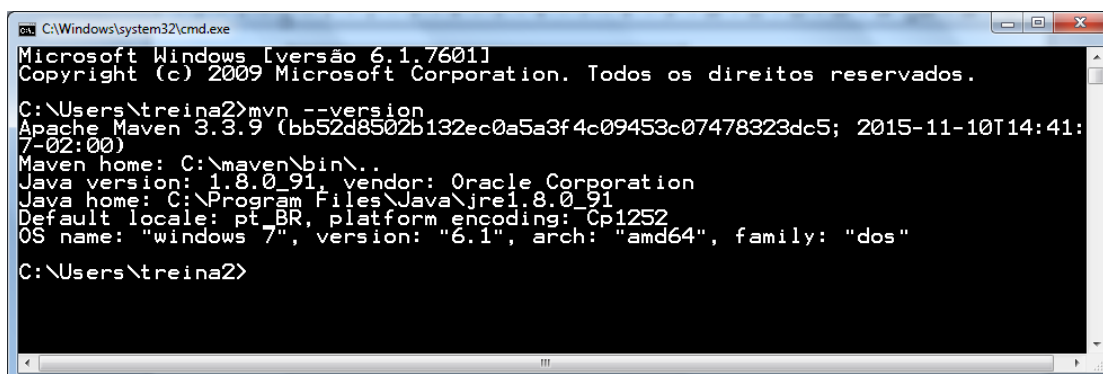 C:\Windows\system32\cmd.exe
Microsoft Windows [versão 6.1.7601]
Copyright (c) 2009 Microsoft Corporation. Todos os direitos reservados.
C:\Users\treina2>mvn --version
Apache Maven 3.3.9 (bb52d8502b132ec0a5a3f4c09453c07478323dc5; 2015-11-10T14:41:
7-02:00)
Maven home: C:\maven\bin\..
Java version: 1.8.0_91, vendor: Oracle Corporation
Java home: C:\Program Files\Java\jre1.8.0_91
Default locale: pt_BR, platform encoding: Cp1252
OS name: "windows 7", version: "6.1", arch: "amd64", family: "dos"
C:\Users\treina2>